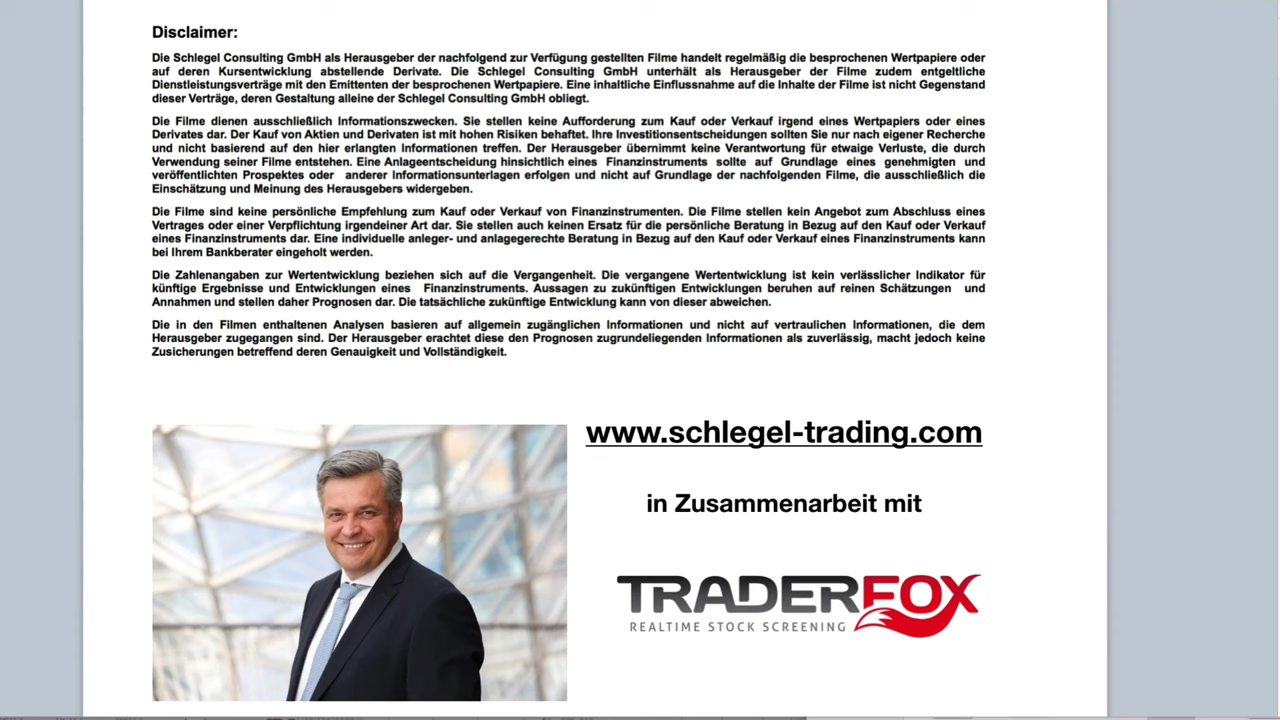 Disclaimer:
Die Schlegel Consulting GmbH als Herausgeber der nachfolgend zur Verfügung gestellten Filme handelt regelmäßig die besprochenen Wertpapiere oder
auf deren Kursentwicklung abstellende Derivate. Die Schlegel Consulting GmbH unterhält als Herausgeber der Filme zudem entgeltliche
Dienstleistungsverträge mit den Emittenten der besprochenen Wertpapiere. Eine inhaltliche Einflussnahme auf die Inhalte der Filme ist nicht Gegenstand
dieser Verträge, deren Gestaltung alleine der Schlegel Consulting GmbH obliegt.
Die Filme dienen ausschließlich Informationszwecken. Sie stellen keine Aufforderung zum Kauf oder Verkauf irgend eines Wertpapiers oder eines
Derivates dar. Der Kauf von Aktien und Derivaten ist mit hohen Risiken behaftet. Ihre Investitionsentscheidungen sollten Sie nur nach eigener Recherche
und nicht basierend auf den hier erlangten Informationen treffen. Der Herausgeber übernimmt keine Verantwortung für etwaige Verluste, die durch
Verwendung seiner Filme entstehen. Eine Anlageentscheidung hinsichtlich eines Finanzinstruments sollte auf Grundlage eines genehmigten und
veröffentlichten Prospektes oder anderer Informationsunterlagen erfolgen und nicht auf Grundlage der nachfolgenden Filme, die ausschließlich die
Einschätzung und Meinung des Herausgebers widergeben.
Die Filme sind keine persönliche Empfehlung zum Kauf oder Verkauf von Finanzinstrumenten. Die Filme stellen kein Angebot zum Abschluss eines
Vertrages oder einer Verpflichtung irgendeiner Art dar. Sie stellen auch keinen Ersatz für die persönliche Beratung in Bezug auf den Kauf oder Verkauf
eines Finanzinstruments dar. Eine individuelle anleger- und anlagegerechte Beratung in Bezug auf den Kauf oder Verkauf eines Finanzinstruments kann
bei Ihrem Bankberater eingeholt werden.
Die Zahlenangaben zur Wertentwicklung beziehen sich auf die Vergangenheit. Die vergangene Wertentwicklung ist kein verlässlicher Indikator für
künftige Ergebnisse und Entwicklungen eines Finanzinstruments. Aussagen zu zukünftigen Entwicklungen beruhen auf reinen Schätzungen und
Annahmen und stellen daher Prognosen dar. Die tatsächliche zukünftige Entwicklung kann von dieser abweichen.
Die in den Filmen enthaltenen Analysen basieren auf allgemein zugänglichen Informationen und nicht auf vertraulichen Informationen, die dem
Herausgeber zugegangen sind. Der Herausgeber erachtet diese den Prognosen zugrundeliegenden Informationen als zuverlässig, macht jedoch keine
Zusicherungen betreffend deren Genauigkeit und Vollständigkeit.
www.schlegel-trading.com
in Zusammenarbeit mit
TRADERFOX
REALTIME STOCK SCREENING